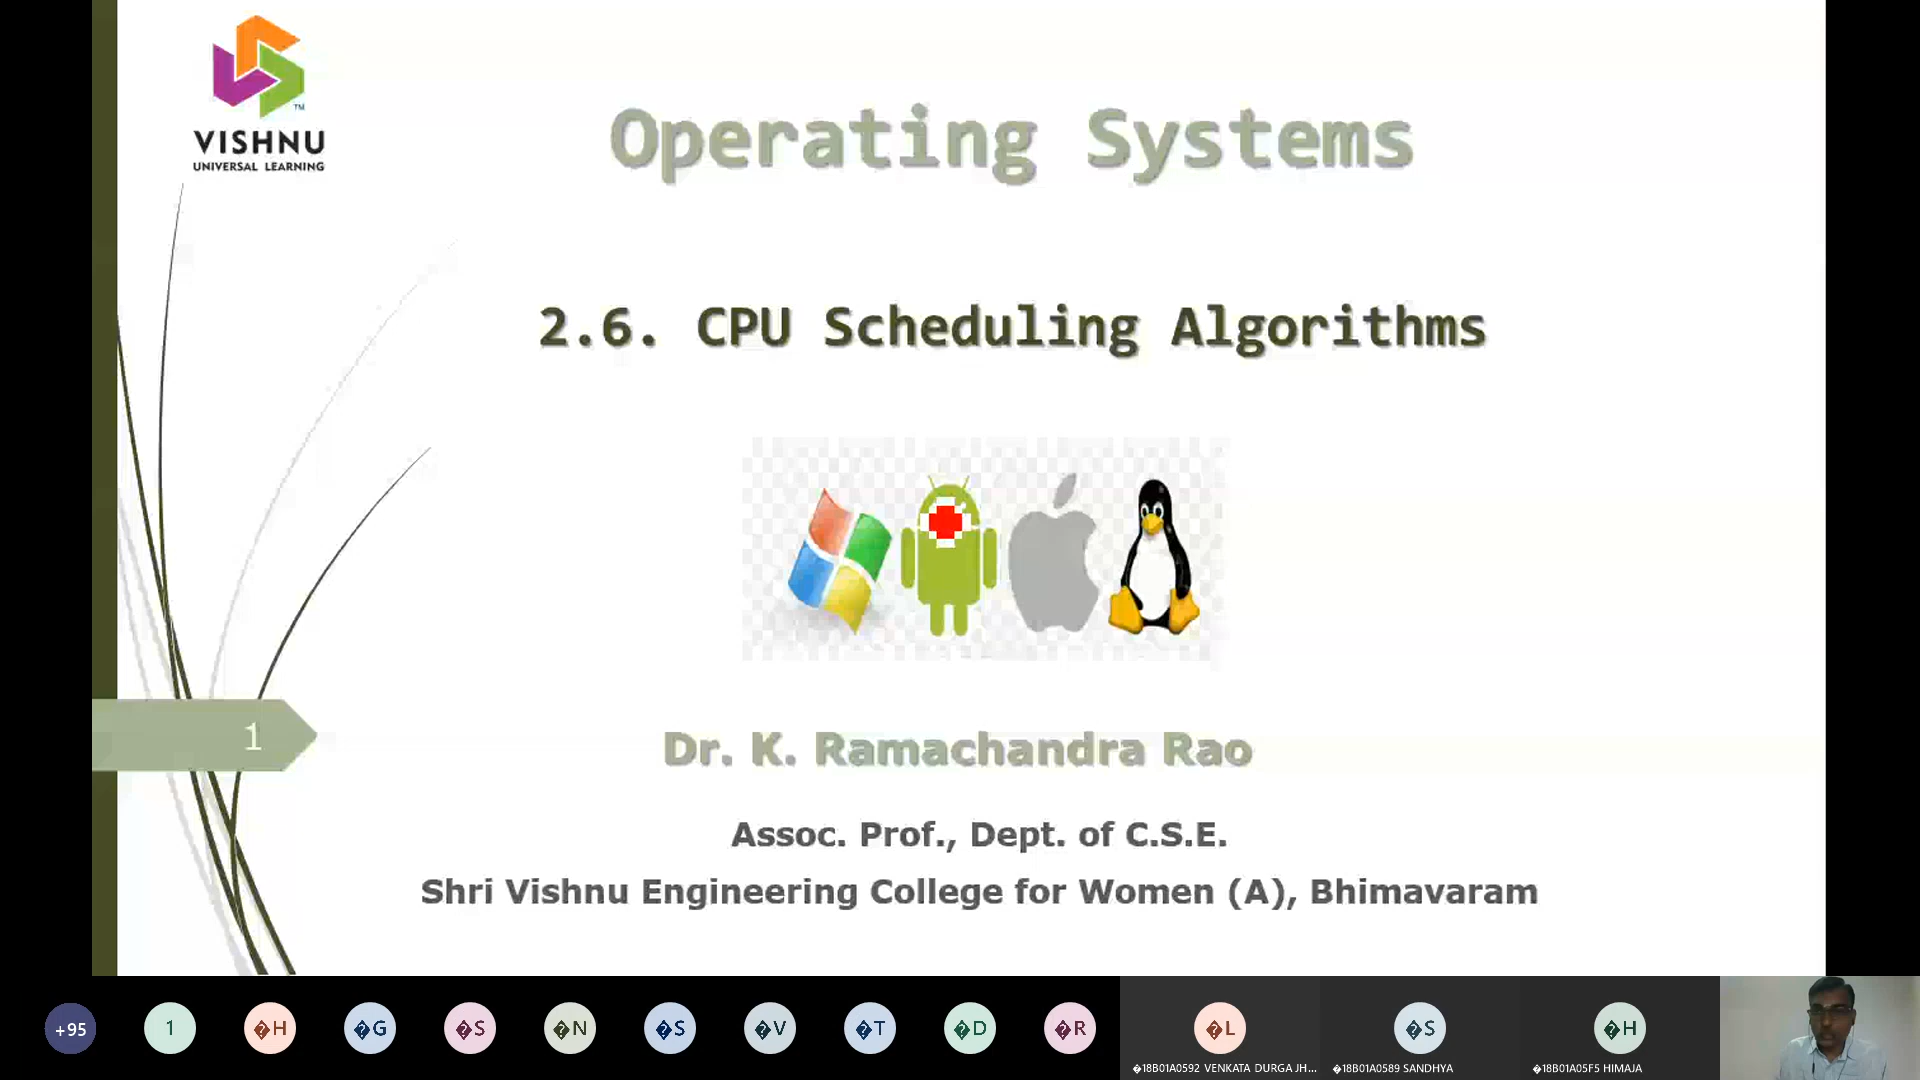 VISHNU
UNIVERSAL LEARNING
TM
Operating Systems
2.6. CPU Scheduling Algorithms
1
Dr. K. Ramachandra Rao
Assoc. Prof., Dept. of C.S.E.
Shri Vishnu Engineering College for Women (A), Bhimavaram
+95
1
�H
�G
�S
�N
�S
�V
�T
�D
�R
�L
�S
�H
�18B01A0592 VENKATA DURGA JH...
�18B01A0589 SANDHYA
�18B01A05F5 HIMAJA